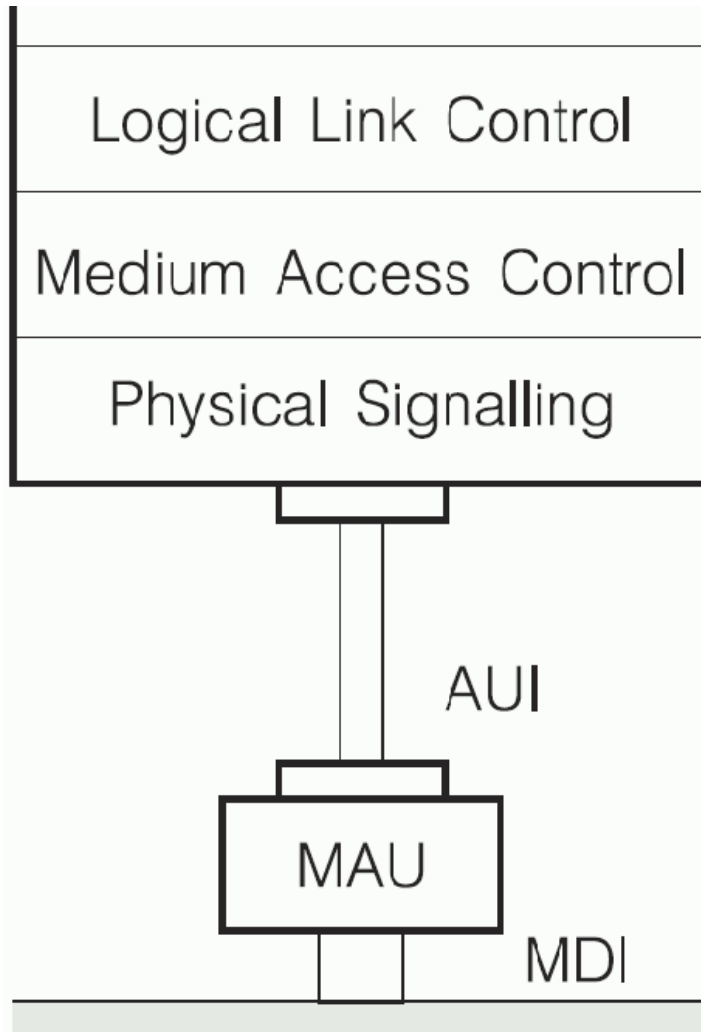 Logical Link Control
Medium Access Control
Physical Signalling
AUI
MAU
MDI